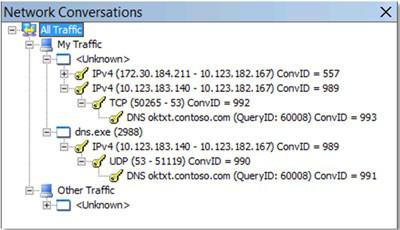 Network Conversations
All Traffic
My Traffic
<Unknown>
IPv4 (172.30.184.211 - 10.123.182.167) ConvID = 557
IPv4 (10.123.183.140 - 10.123.182.167) ConvID = 989
TCP (50265 - 53) ConvID = 992
DNS oktxt.contoso.com (QueryID: 60008) ConvID = 993
dns.exe (2988)
IPv4 (10.123.183.140 - 10.123.182.167) ConvID = 989
UDP (53 - 51119) ConvID = 990
DNS oktxt.contoso.com (QueryID: 60008) ConvID = 991
Other Traffic
<Unknown>